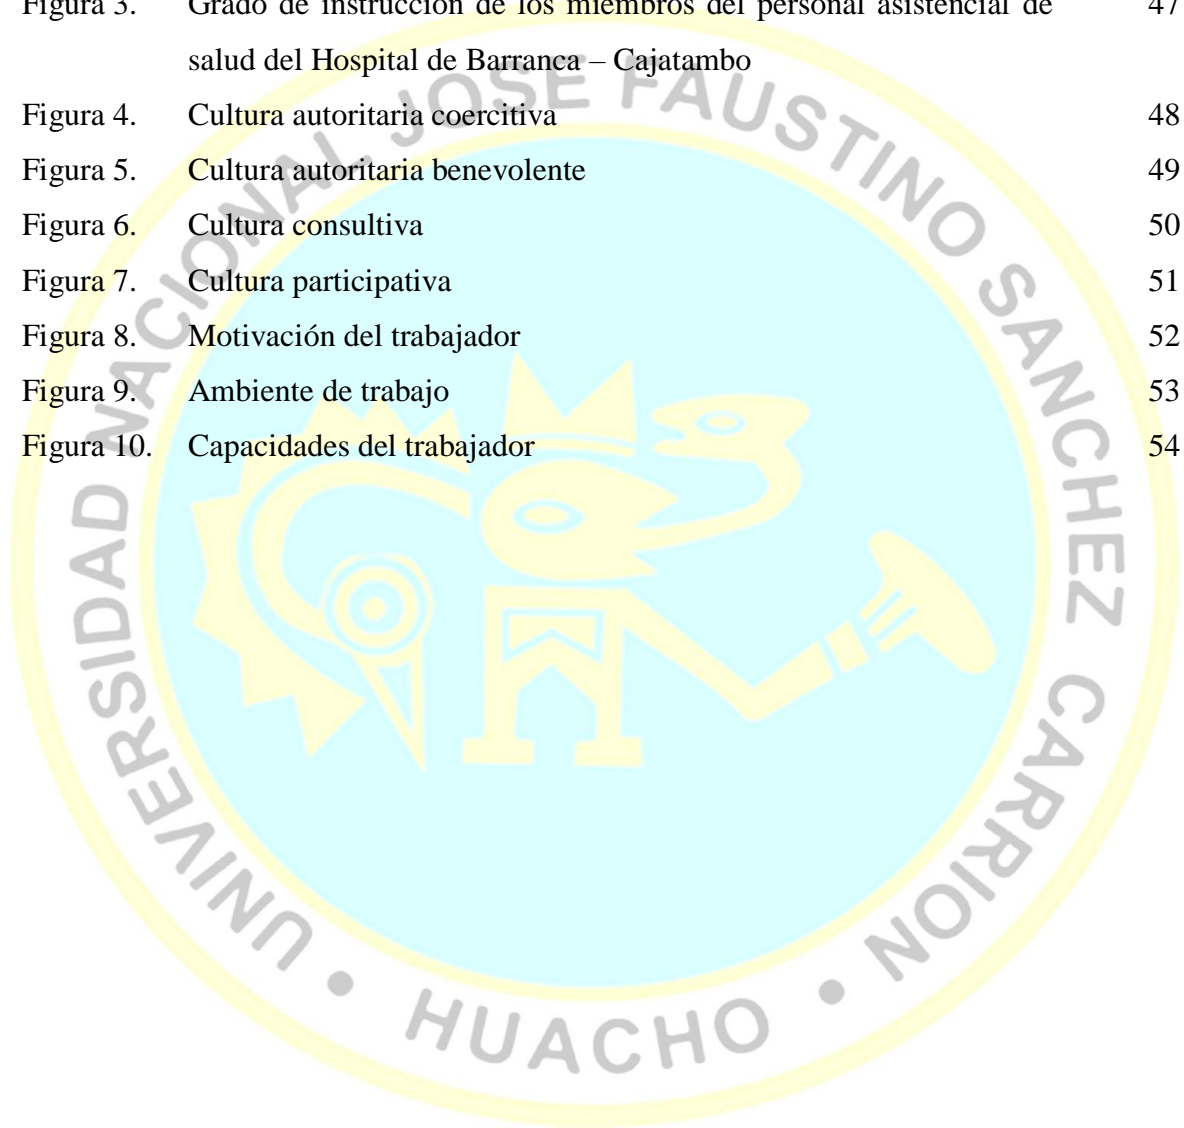 Figura 3. Grado de instrucción de los miembros del personal asistencial de 47
salud del Hospital de Barranca – Cajatambo
Figura 4. Cultura autoritaria coercitiva 48
Figura 5. Cultura autoritaria benevolente 49
Figura 6. Cultura consultiva 50
Figura 7. Cultura participativa 51
Figura 8. Motivación del trabajador 52
Figura 9. Ambiente de trabajo 53
Figura 10. Capacidades del trabajador 54
UNIVERSIDAD NACIONAL JOSE FAUSTINO SANCHEZ CARRION • HUACHO •